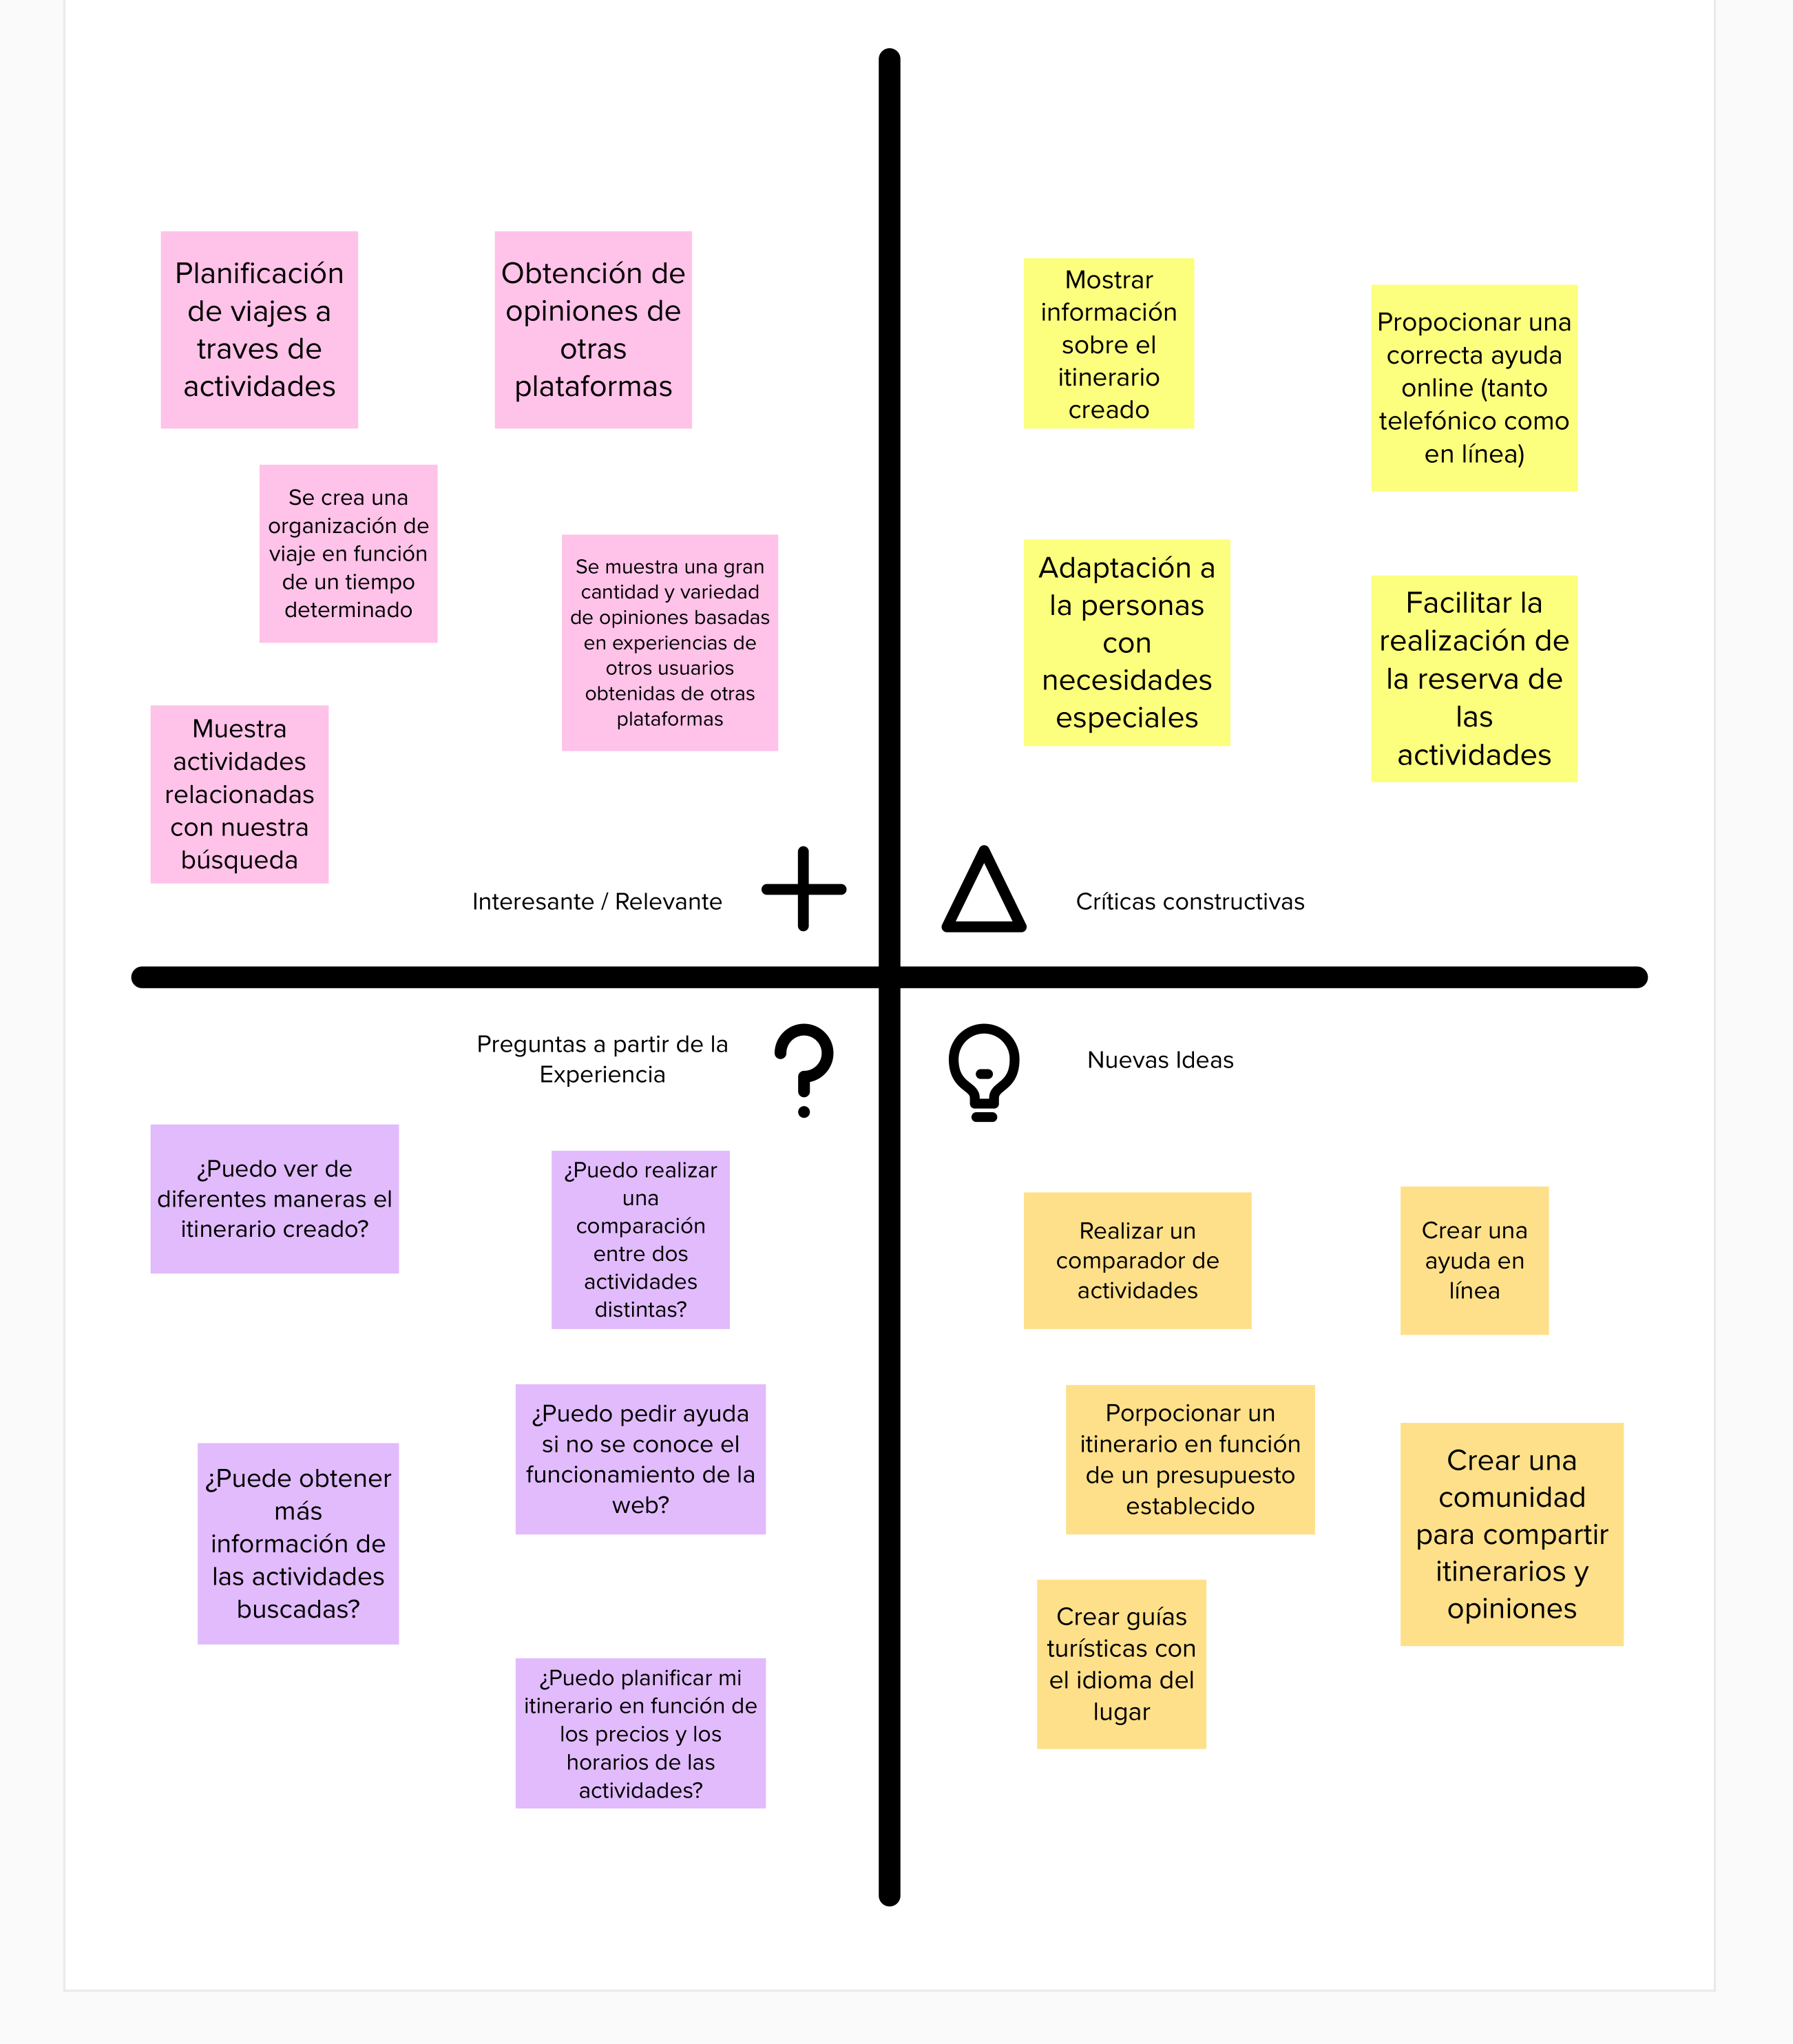 Planificación
de viajes a
traves de
actividades
Obtención de
opiniones de
otras
plataformas
Se crea una
organización de
viaje en función
de un tiempo
determinado
Se muestra una gran
cantidad y variedad
de opiniones basadas
en experiencias de
otros usuarios
obtenidas de otras
plataformas
Muestra
actividades
relacionadas
con nuestra
búsqueda
Interesante / Relevante
Mostrar
información
sobre el
itinerario
creado
Propocionar una
correcta ayuda
online (tanto
telefónico como
en línea)
Adaptación a
la personas
con
necesidades
especiales
Facilitar la
realización de
la reserva de
las
actividades
Críticas constructivas
Preguntas a partir de la
Experiencia
¿Puedo ver de
diferentes maneras el
itinerario creado?
¿Puedo realizar
una
comparación
entre dos
actividades
distintas?
¿Puedo pedir ayuda
si no se conoce el
funcionamiento de la
web?
¿Puede obtener
más
información de
las actividades
buscadas?
¿Puedo planificar mi
itinerario en función de
los precios y los
horarios de las
actividades?
Nuevas Ideas
Realizar un
comparador de
actividades
Crear una
ayuda en
línea
Porpocionar un
itinerario en función
de un presupuesto
establecido
Crear una
comunidad
para compartir
itinerarios y
opiniones
Crear guías
turísticas con
el idioma del
lugar